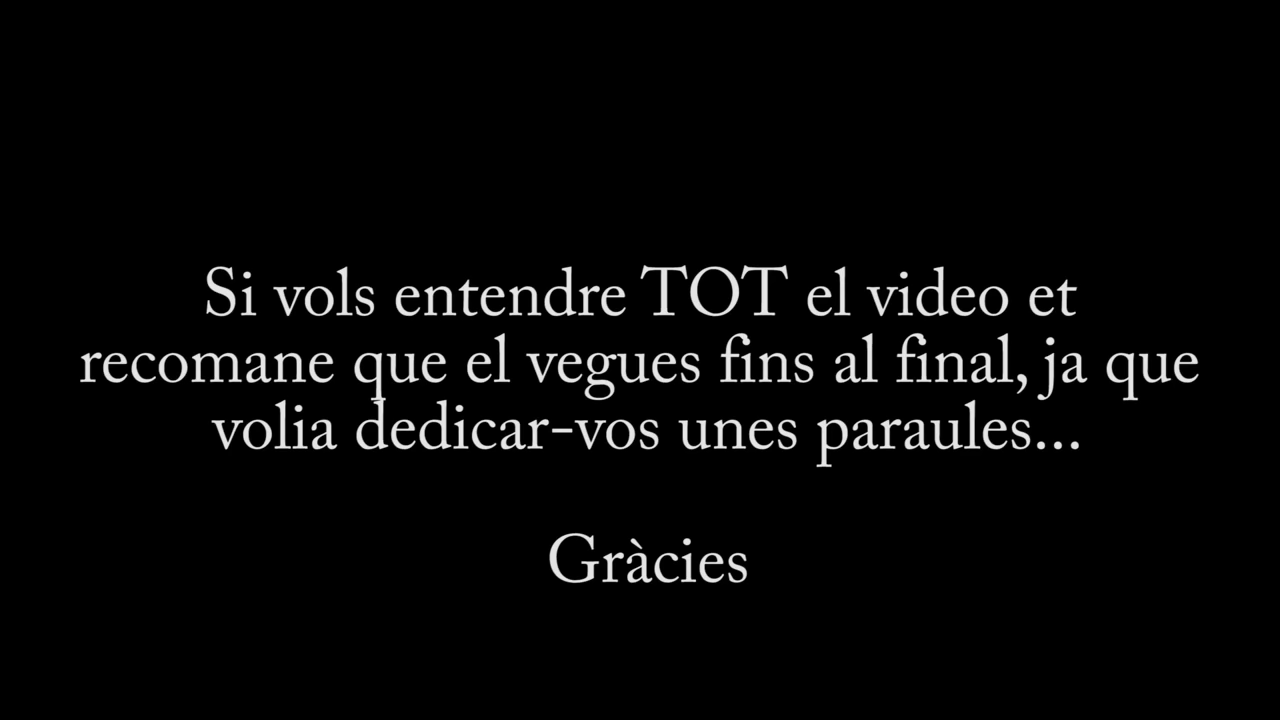 Si vols entendre TOT el video et
recomane que el vegues fins al final, ja que
volia dedicar-vos unes paraules...
Gràcies